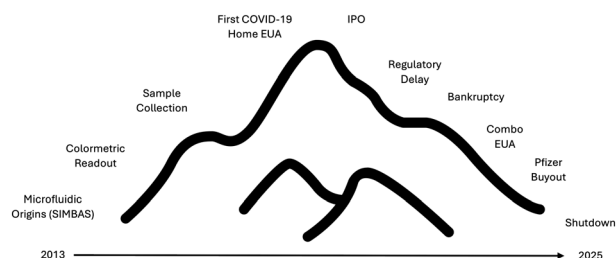 First COVID-19
Home EUA
IPO
Regulatory
Delay
Sample
Collection
Bankruptcy
Combo
EUA
Colormetric
Readout
Pfizer
Buyout
Microfluidic
Origins (SIMBAS)
Shutdown
2013
2025